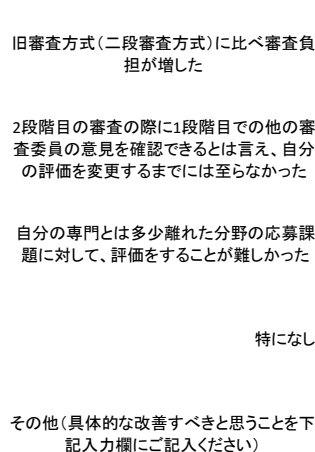 旧審査方式（二段審査方式）に比べ審査負
担が増した
2段階目の審査の際に1段階目での他の審
査委員の意見を確認できるとは言え、自分
の評価を変更するまでには至らなかった
自分の専門とは多少離れた分野の応募課
題に対して、評価をすることが難しかった
特になし
その他（具体的な改善すべきと思うことを下
記入力欄にご記入ください）